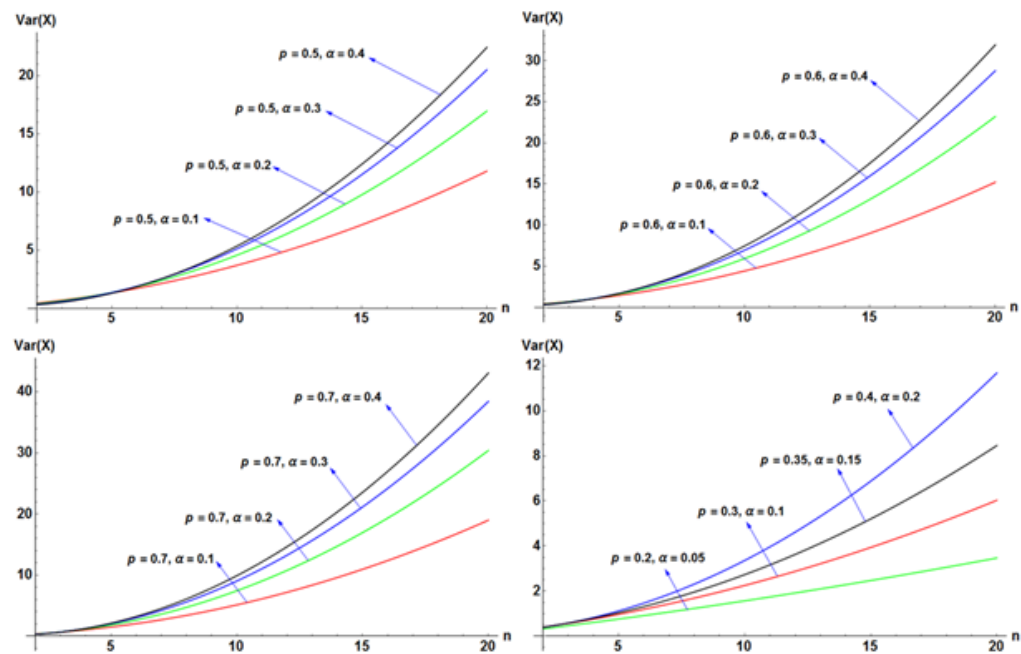 Var(X)
20
15
10
5
p = 0.5, α = 0.4
p = 0.5, α = 0.3
p = 0.5, α = 0.2
p = 0.5, α = 0.1
5 10 15 20 n
Var(X)
30
25
20
15
10
5
p = 0.6, α = 0.4
p = 0.6, α = 0.3
p = 0.6, α = 0.2
p = 0.6, α = 0.1
5 10 15 20 n
Var(X)
40
30
20
10
p = 0.7, α = 0.4
p = 0.7, α = 0.3
p = 0.7, α = 0.2
p = 0.7, α = 0.1
5 10 15 20 n
Var(X)
12
10
8
6
4
2
p = 0.4, α = 0.2
p = 0.35, α = 0.15
p = 0.3, α = 0.1
p = 0.2, α = 0.05
5 10 15 20 n